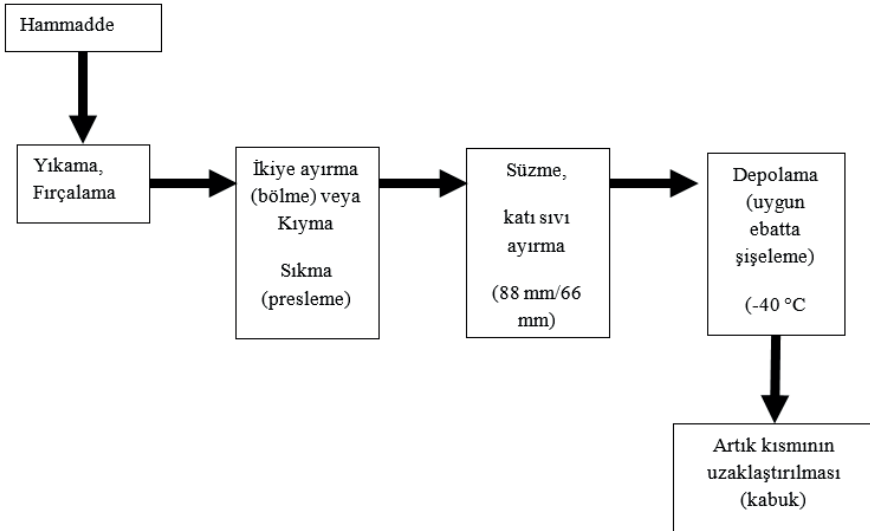 Hammadde
Yıkama,
Fırçalama
İkiye ayırma
(bölme) veya
Kıyma
Sıkma
(presleme)
Süzme,
katı sıvı
ayırma
(88 mm/66
mm)
Depolama
(uygun
ebatta
şişeleme)
(-40 °C
Artık kısmının
uzaklaştırılması
(kabuk)